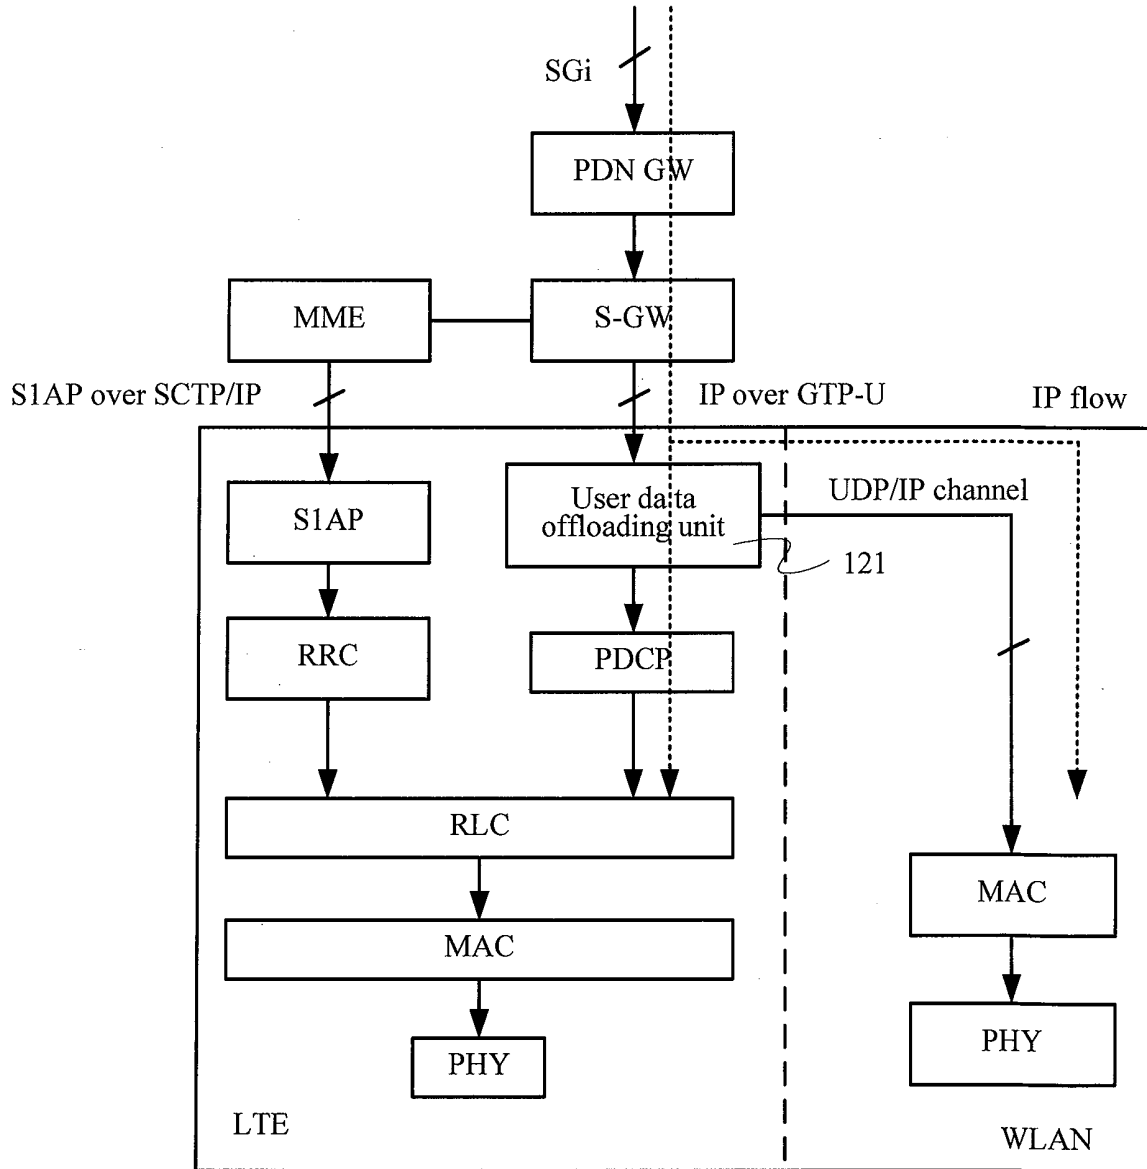 SGi
PDN GW
MME
S-GW
S1AP over SCTP/IP
IP over GTP-U
IP flow
S1AP
User data
offloading unit
UDP/IP channel
121
RRC
PDCP
RLC
MAC
MAC
PHY
PHY
LTE
WLAN